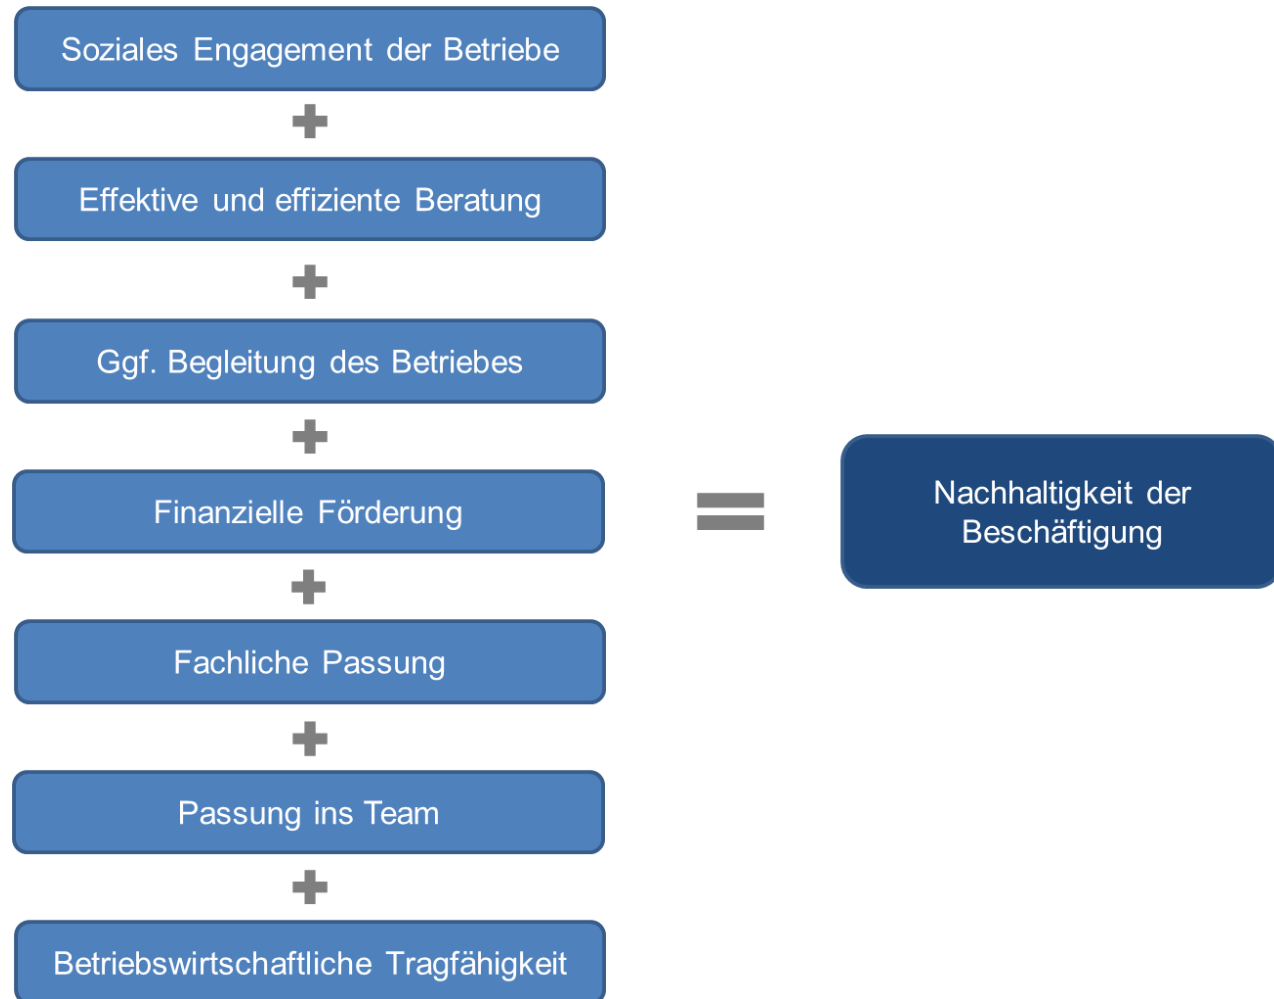 Soziales Engagement der Betriebe
Effektive und effiziente Beratung
Ggf. Begleitung des Betriebes
Finanzielle Förderung
Fachliche Passung
Passung ins Team
Betriebswirtschaftliche Tragfähigkeit
Nachhaltigkeit der
Beschäftigung